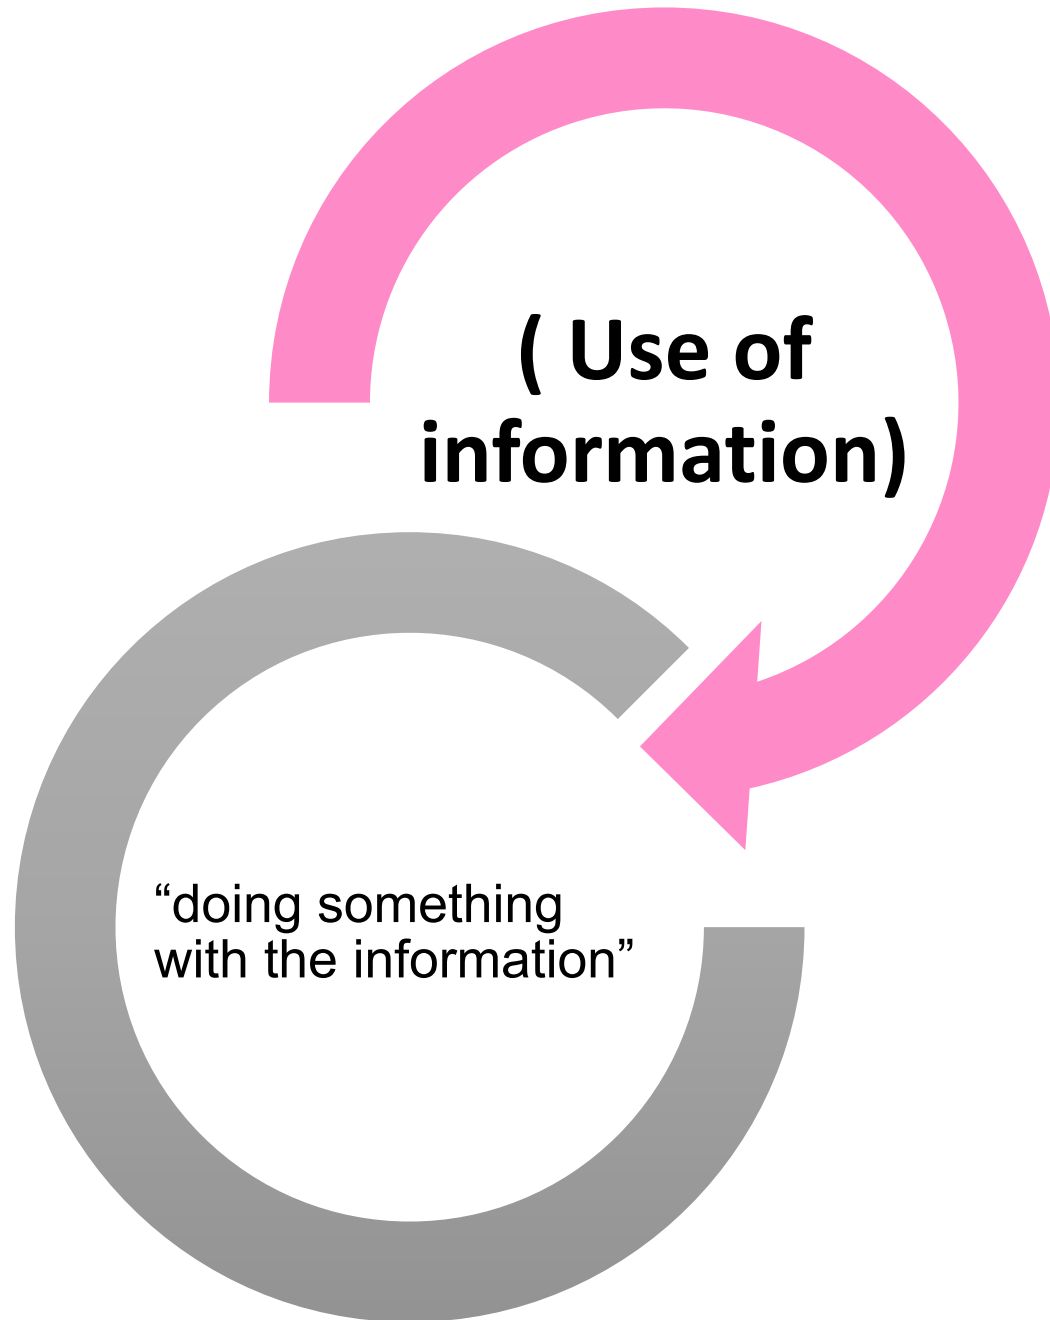 ( Use of
information)
“doing something
with the information”